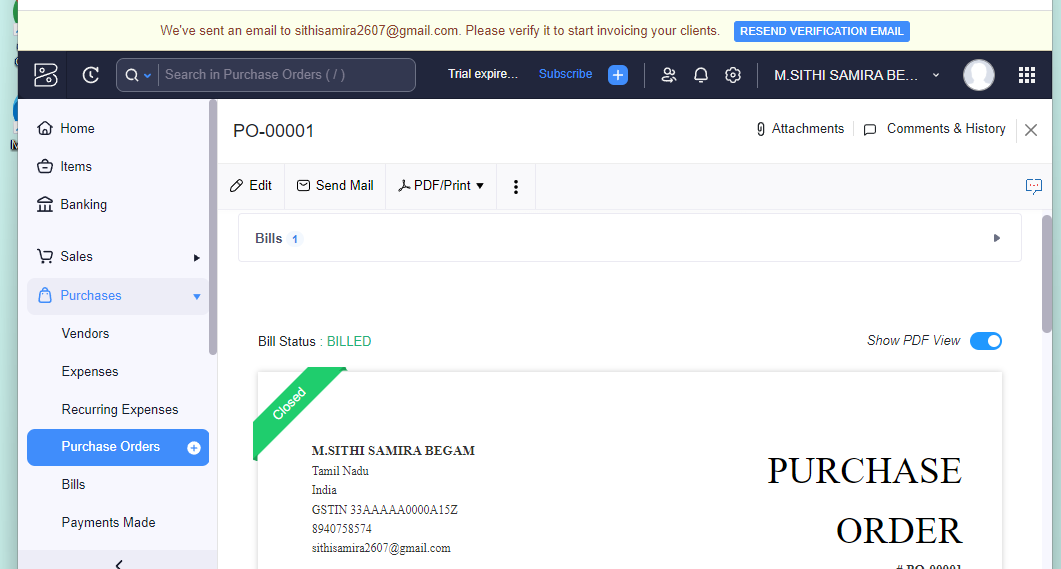 We've sent an email to sithisamira2607@gmail.com. Please verify it to start invoicing your clients. RESEND VERIFICATION EMAIL
Search in Purchase Orders ( / ) Trial expire... Subscribe M.SITHI SAMIRA BE...
Home
Items
Banking
Sales
Purchases
Vendors
Expenses
Recurring Expenses
Purchase Orders
Bills
Payments Made
PO-00001 Attachments Comments & History
Edit Send Mail PDF/Print
Bills 1
Bill Status : BILLED Show PDF View
Closed
M.SITHI SAMIRA BEGAM
Tamil Nadu
India
GSTIN 33AAAAA0000A15Z
8940758574
sithisamira2607@gmail.com
PURCHASE
ORDER
# PO-00001